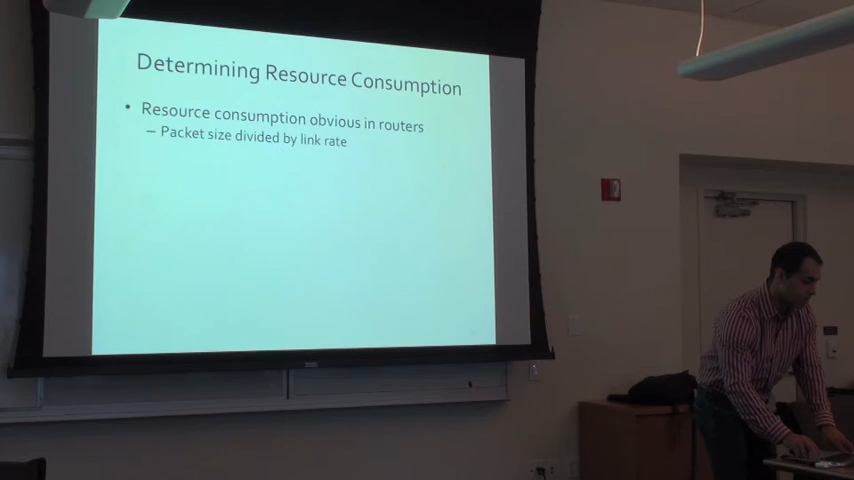 Determining Resource Consumption
• Resource consumption obvious in routers
– Packet size divided by link rate